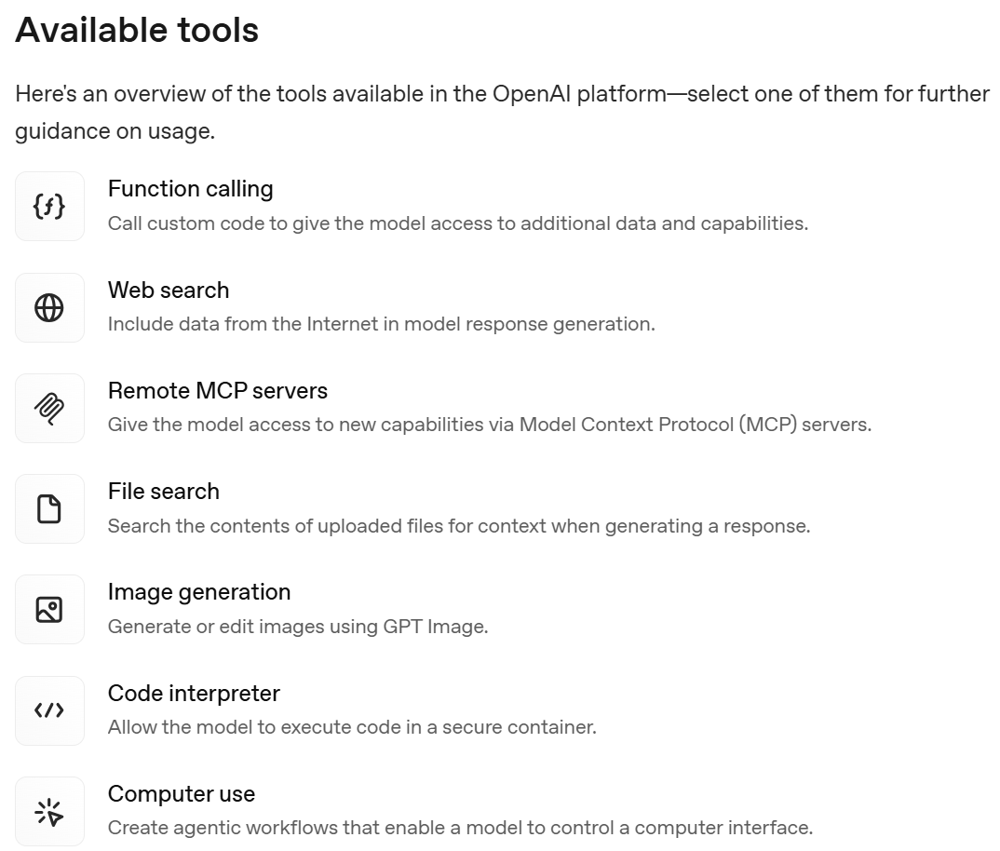 Available tools
Here's an overview of the tools available in the OpenAI platform—select one of them for further
guidance on usage.
Function calling
Call custom code to give the model access to additional data and capabilities.
Web search
Include data from the Internet in model response generation.
Remote MCP servers
Give the model access to new capabilities via Model Context Protocol (MCP) servers.
File search
Search the contents of uploaded files for context when generating a response.
Image generation
Generate or edit images using GPT Image.
Code interpreter
Allow the model to execute code in a secure container.
Computer use
Create agentic workflows that enable a model to control a computer interface.